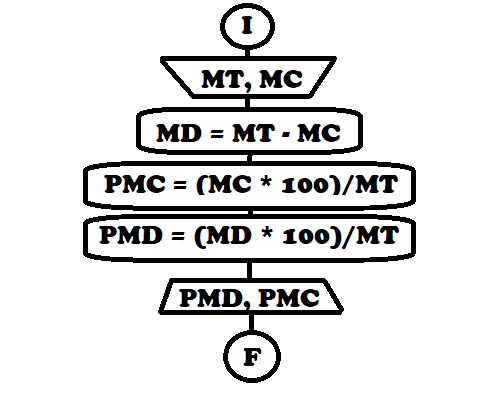 I
MT, MC
MD = MT - MC
PMC = (MC * 100)/MT
PMD = (MD * 100)/MT
PMD, PMC
F